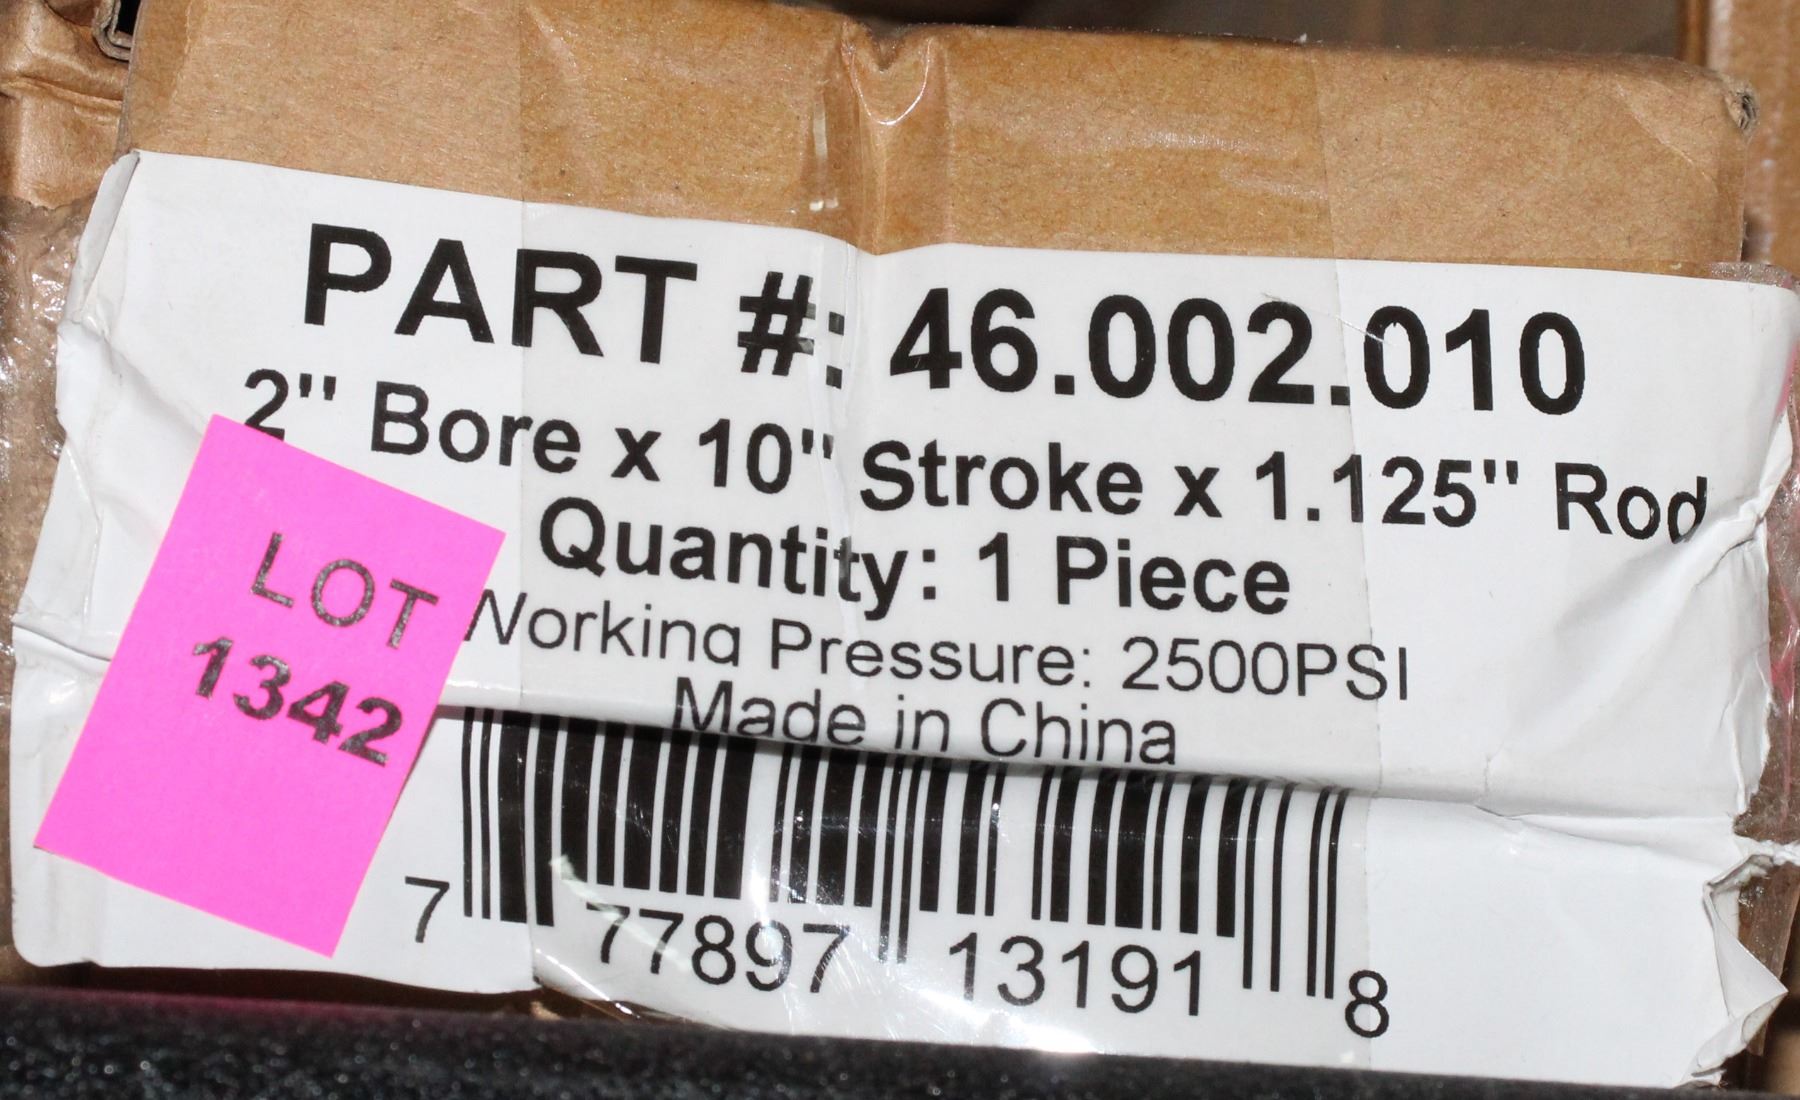 PART #: 46.002.010
2" Bore x 10" Stroke x 1.125" Rod
Quantity: 1 Piece
Working Pressure: 2500PSI
Made in China
7 77897 13191 8
LOT
1342